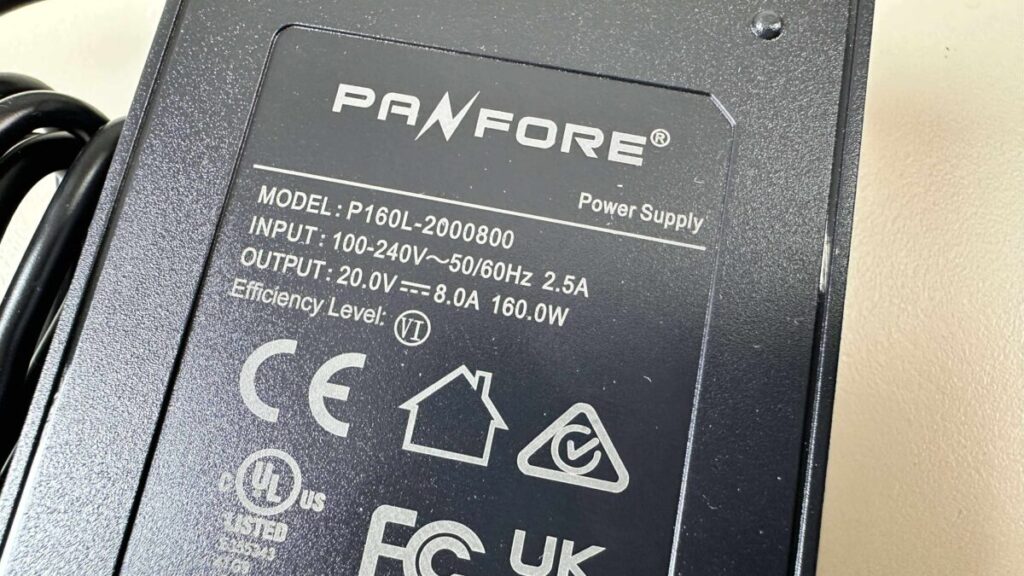 PANFORE®
Power Supply
MODEL: P160L-2000800
INPUT: 100-240V～50/60Hz 2.5A
OUTPUT: 20.0V⎓8.0A 160.0W
Efficiency Level: Ⅵ
CE
C UL US
LISTED
FC
UK